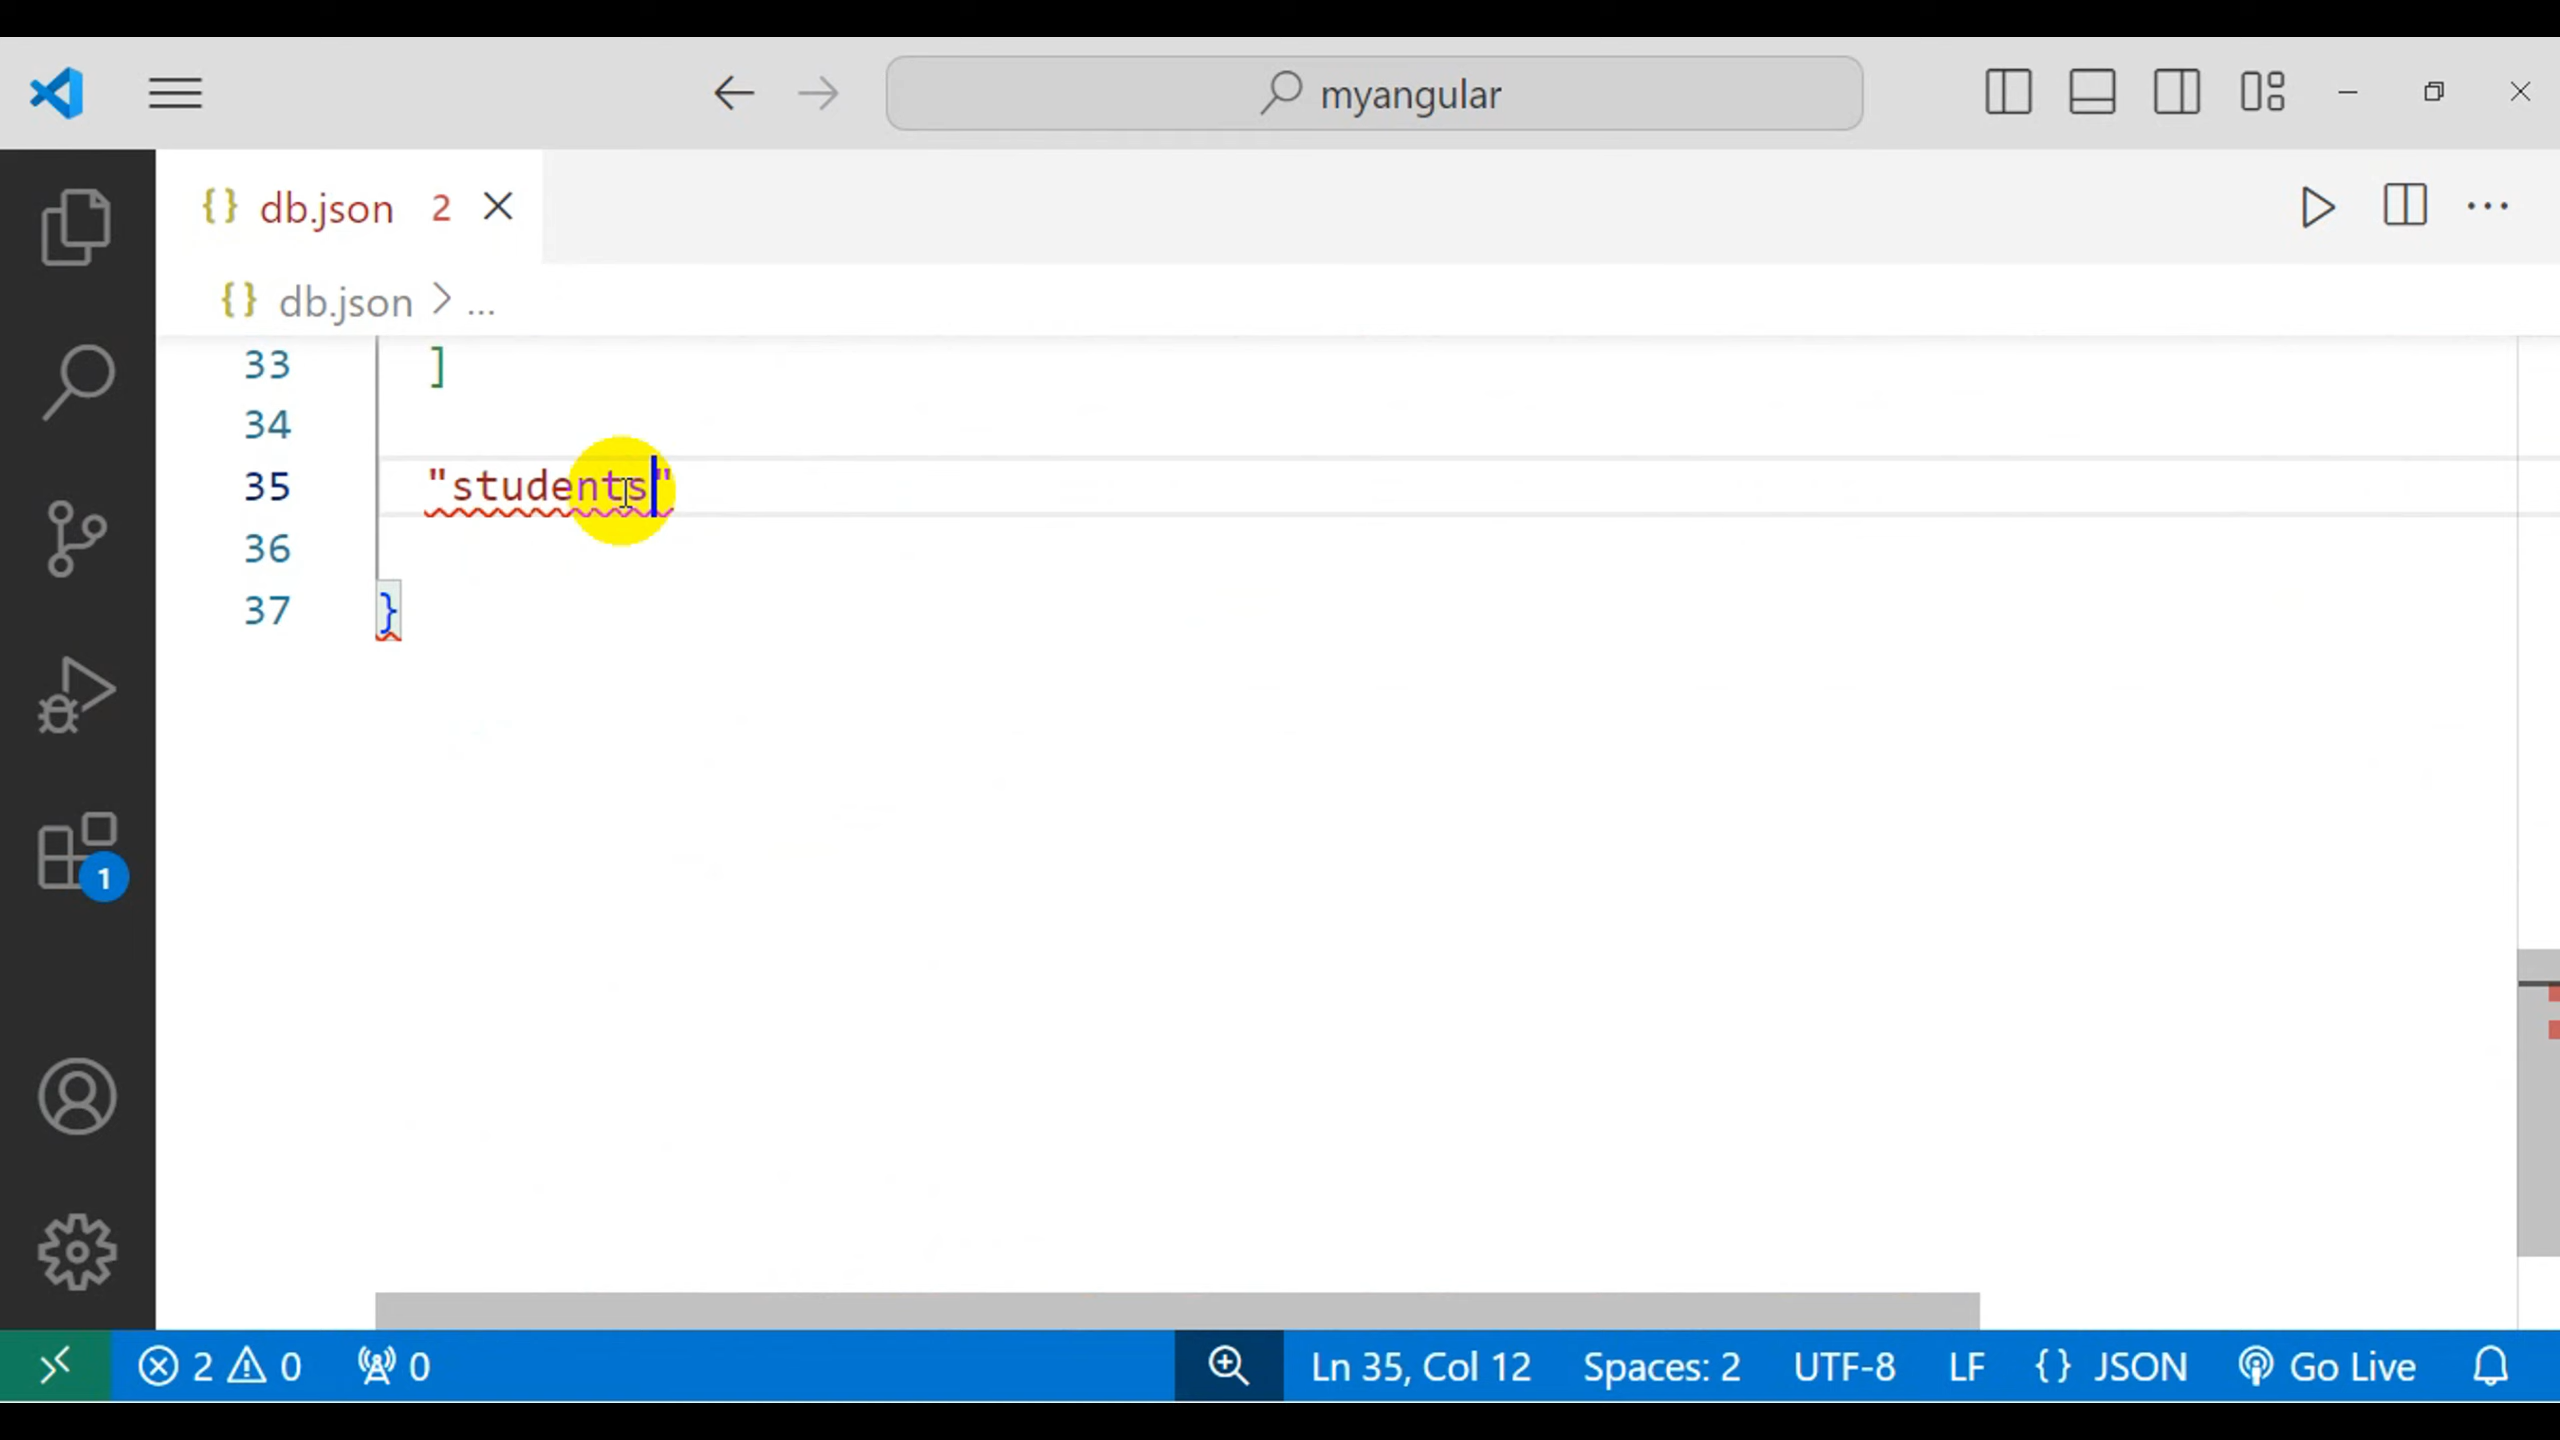 myangular
{} db.json 2
{} db.json > ...
33 ]
34
35 "students"
36
37 }
1
2 0 0 Ln 35, Col 12 Spaces: 2 UTF-8 LF {} JSON Go Live